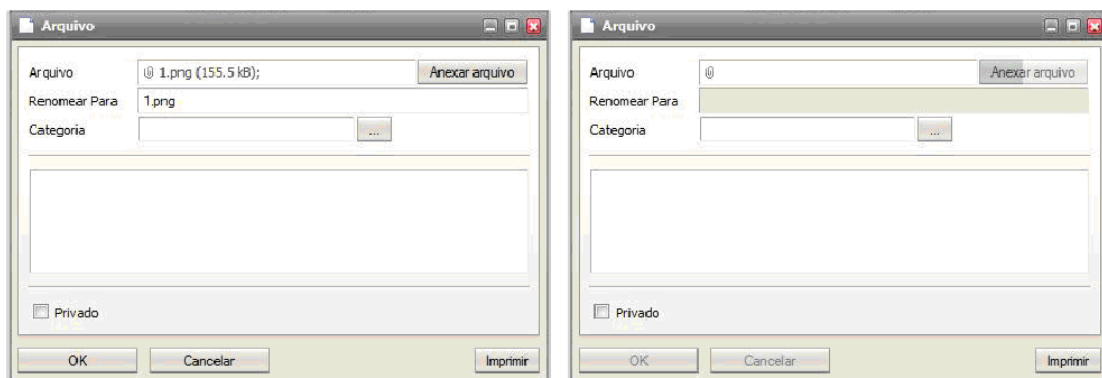 Arquivo
Arquivo 1.png (155.5 kB); Anexar arquivo
Renomear Para 1.png
Categoria ...
Privado
OK Cancelar Imprimir
Arquivo
Arquivo Anexar arquivo
Renomear Para
Categoria ...
Privado
OK Cancelar Imprimir